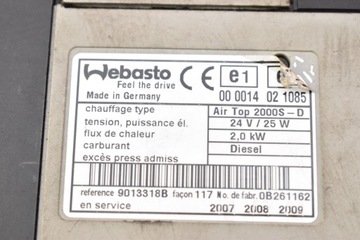 Webasto CE e1 e
Feel the drive
Made in Germany 00 0014 02 1085
chauffage type Air Top 2000S-D
tension, puissance él. 24 V / 25 W
flux de chaleur 2,0 kW
carburant Diesel
excès press admiss
reference 9013318B façon 117 No. de fabr. 0B261162
en service 2007 2008 2009